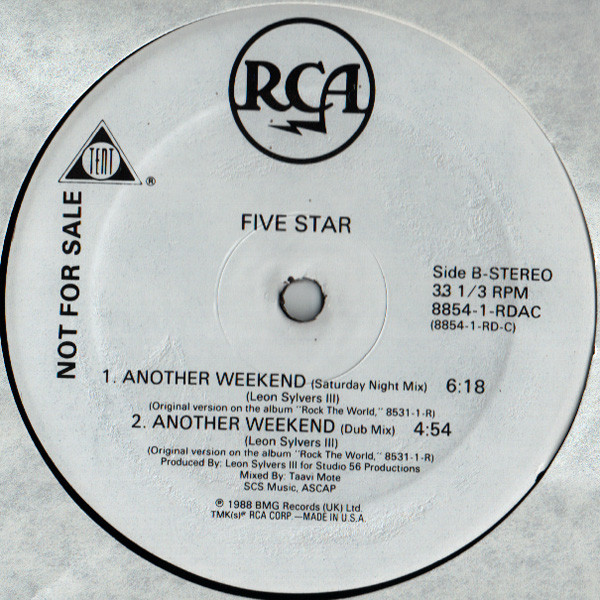 RCA
TENT
®
NOT FOR SALE
FIVE STAR
Side B-STEREO
33 1/3 RPM
8854-1-RDAC
(8854-1-RD-C)
1. ANOTHER WEEKEND (Saturday Night Mix) 6:18
(Leon Sylvers III)
(Original version on the album "Rock The World," 8531-1-R)
2. ANOTHER WEEKEND (Dub Mix) 4:54
(Leon Sylvers III)
(Original version on the album "Rock The World," 8531-1-R)
Produced By: Leon Sylvers III for Studio 56 Productions
Mixed By: Taavi Mote
SCS Music, ASCAP
℗ 1988 BMG Records (UK) Ltd.
TMK(s)® RCA CORP.—MADE IN U.S.A.